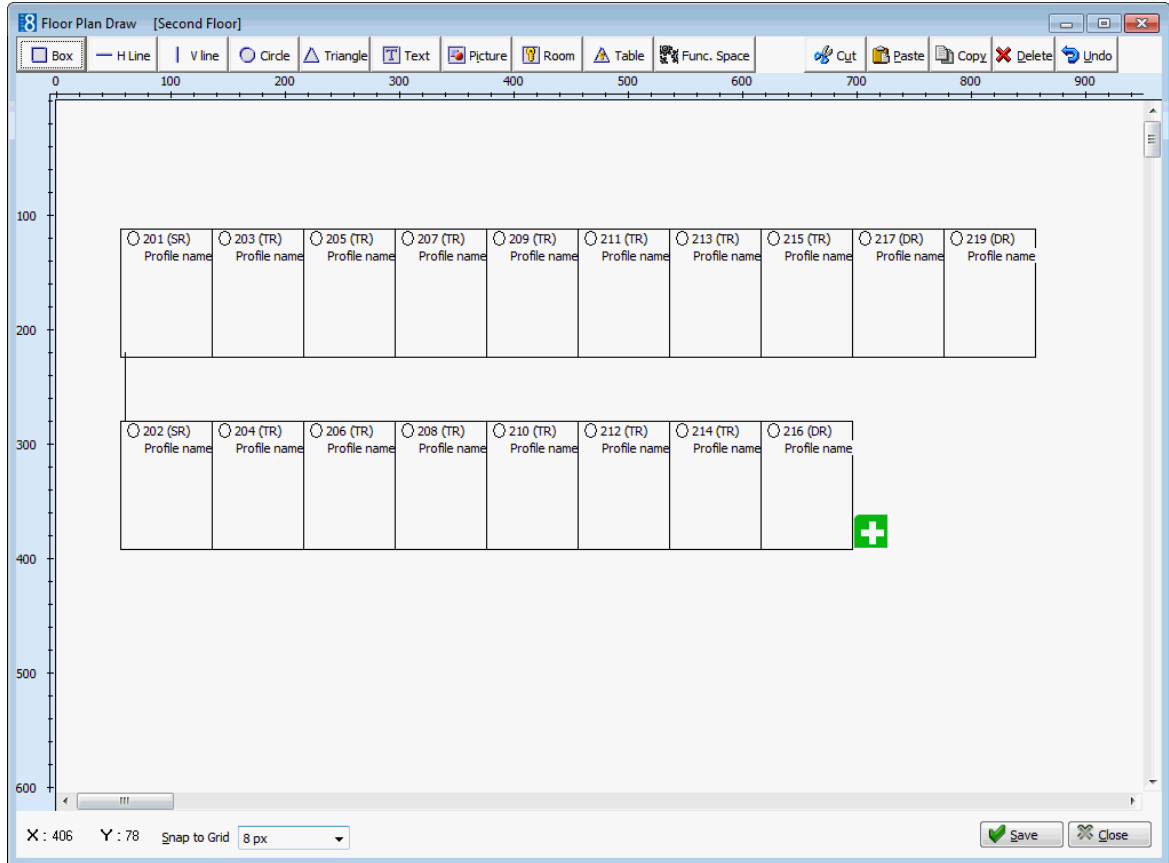 8 Floor Plan Draw [Second Floor]
Box H Line V line Circle Triangle Text Picture Room Table Func. Space Cut Paste Copy Delete Undo
0 100 200 300 400 500 600 700 800 900
100
201 (SR) 203 (TR) 205 (TR) 207 (TR) 209 (TR) 211 (TR) 213 (TR) 215 (TR) 217 (DR) 219 (DR)
Profile name Profile name Profile name Profile name Profile name Profile name Profile name Profile name Profile name Profile name
200
202 (SR) 204 (TR) 206 (TR) 208 (TR) 210 (TR) 212 (TR) 214 (TR) 216 (DR)
300
Profile name Profile name Profile name Profile name Profile name Profile name Profile name Profile name
400
500
600
X : 406 Y : 78 Snap to Grid 8 px Save Close